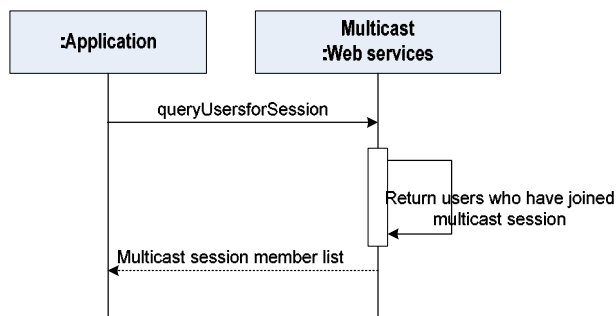 :Application
Multicast
:Web services
queryUsersforSession
Return users who have joined
multicast session
Multicast session member list